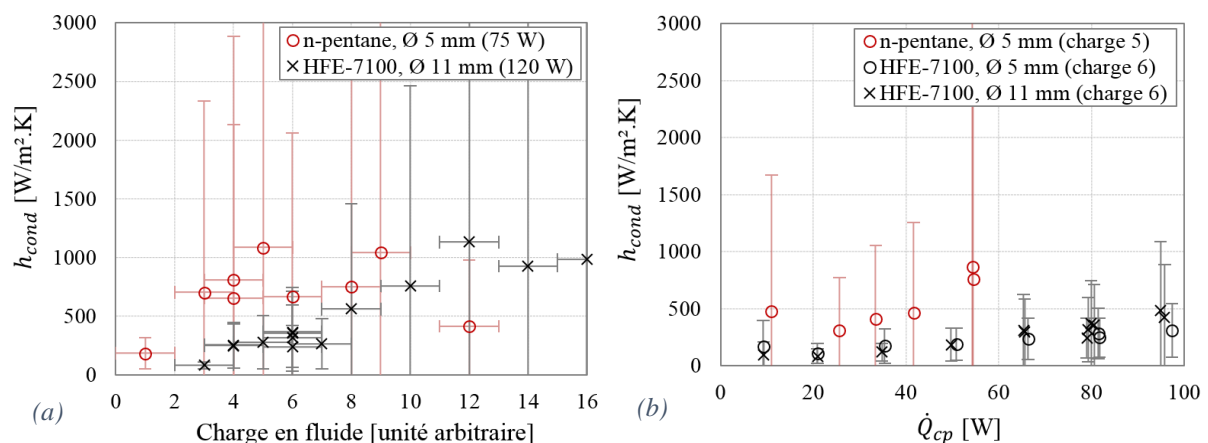 3000
2500
2000
1500
1000
500
0
h_cond [W/m².K]
n-pentane, Ø 5 mm (75 W)
HFE-7100, Ø 11 mm (120 W)
0 2 4 6 8 10 12 14 16
(a) Charge en fluide [unité arbitraire]
3000
2500
2000
1500
1000
500
0
h_cond [W/m².K]
n-pentane, Ø 5 mm (charge 5)
HFE-7100, Ø 5 mm (charge 6)
HFE-7100, Ø 11 mm (charge 6)
0 20 40 60 80 100
(b) Q̇_cp [W]